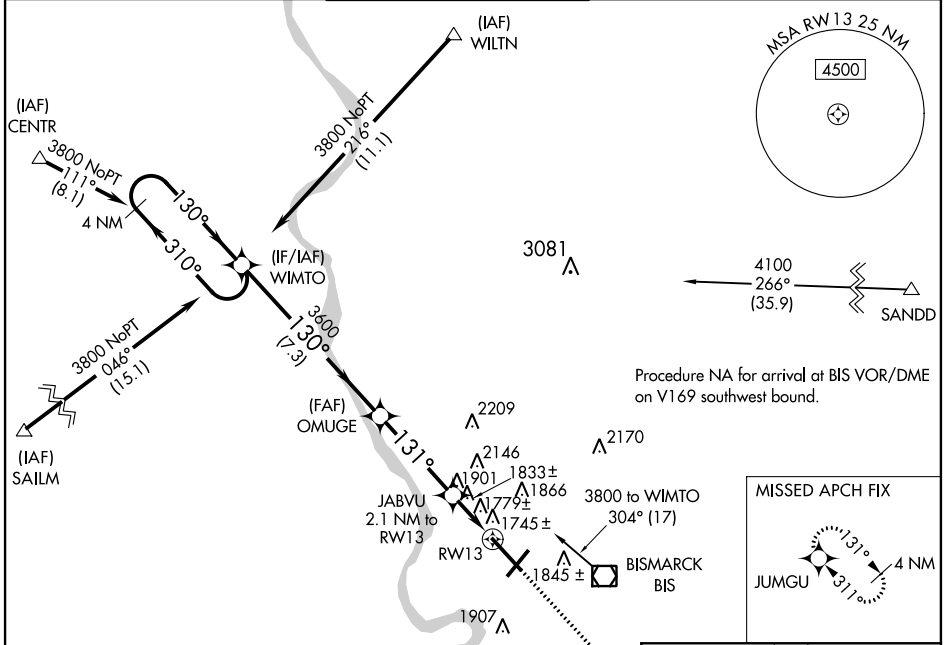 (IAF)
WILTN
MSA RW13 25 NM
4500
(IAF)
CENTR
3800 NoPT
111°
(8.1)
3800 NoPT
216°
(11.1)
4 NM
130°
310°
(IF/IAF)
WIMTO
3081
4100
266°
(35.9)
SANDD
3600
130°
(7.3)
3800 NoPT
046°
(15.1)
Procedure NA for arrival at BIS VOR/DME
on V169 southwest bound.
(IAF)
SAILM
(FAF)
OMUGE
131°
2209
2170
2146
1833±
1901
1866
1779±
1745±
JABVU
2.1 NM to
RW13
RW13
3800 to WIMTO
304° (17)
1845 ±
BISMARCK
BIS
1907
MISSED APCH FIX
131°
4 NM
JUMGU
311°